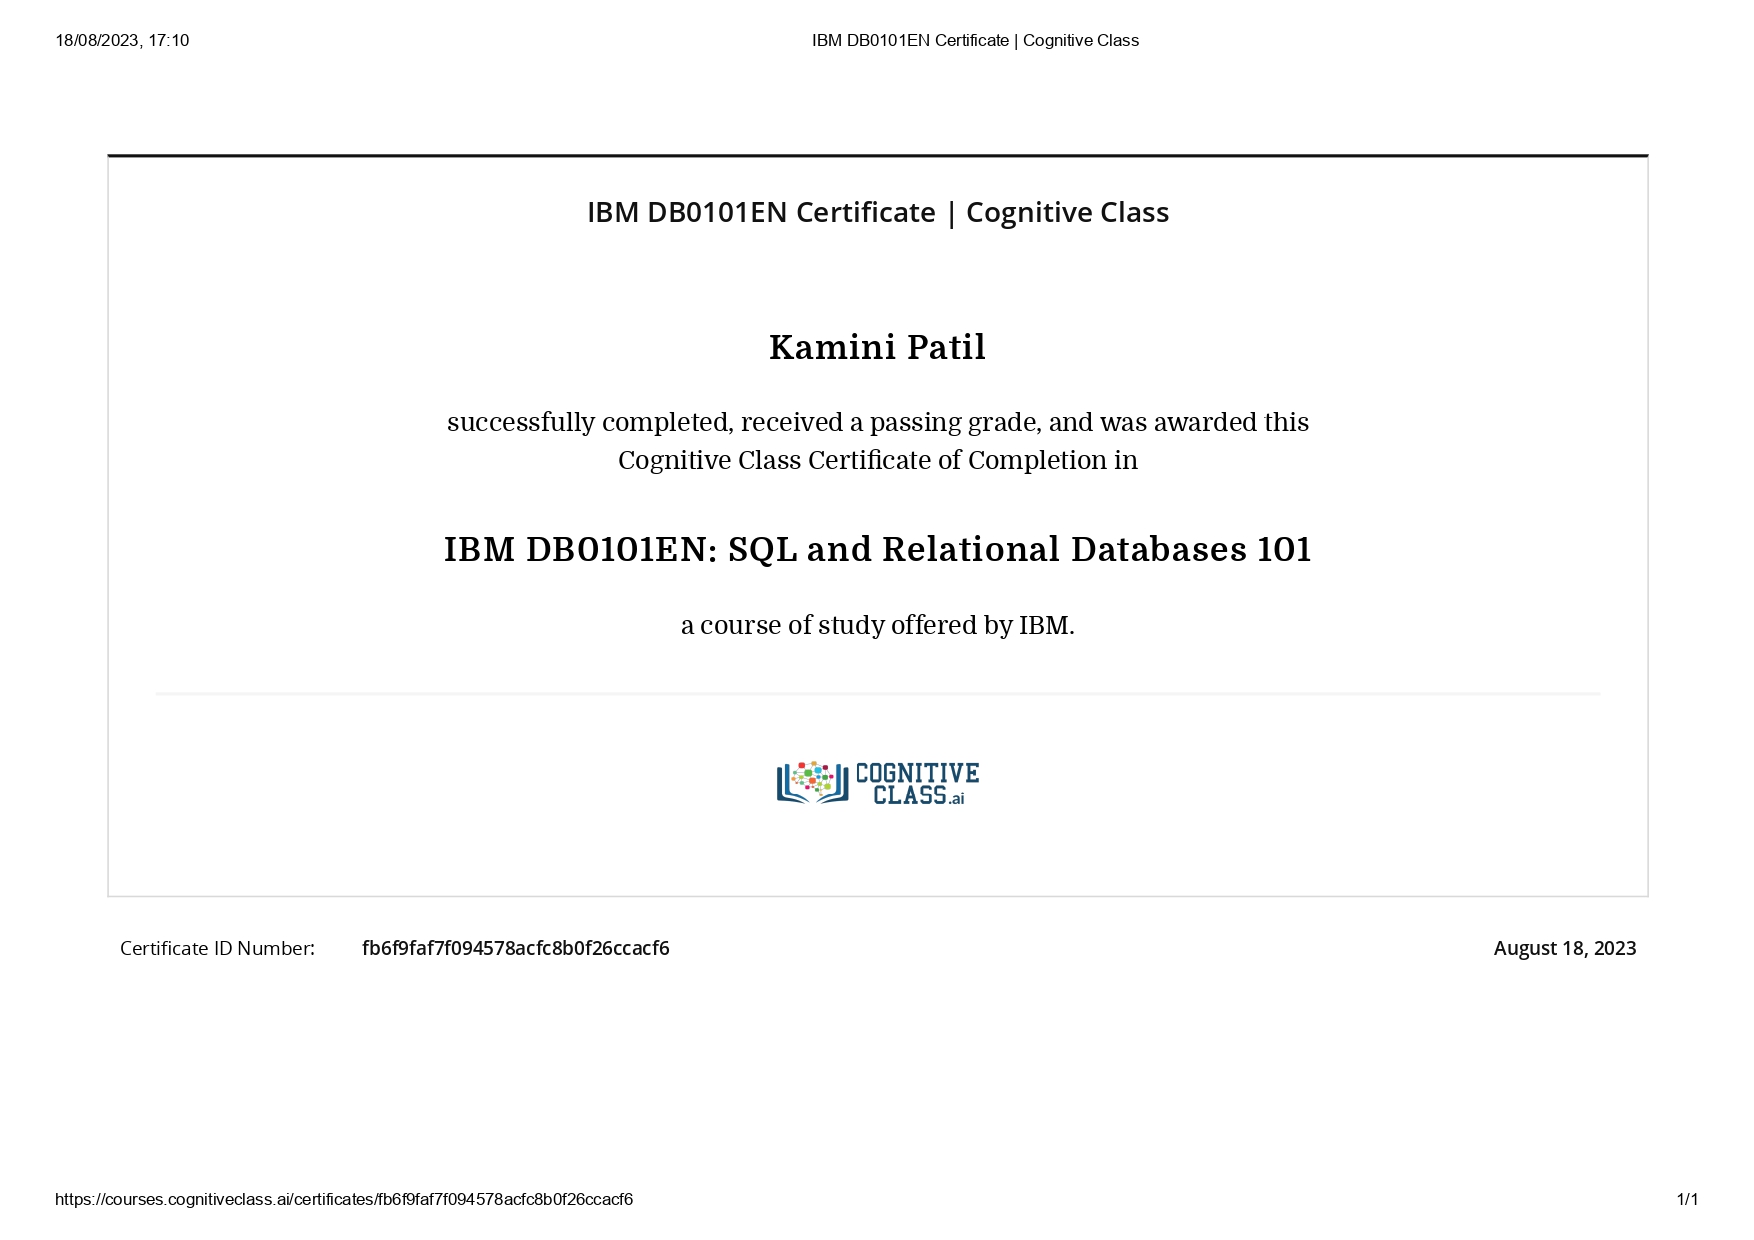 18/08/2023, 17:10
IBM DB0101EN Certificate | Cognitive Class
IBM DB0101EN Certificate | Cognitive Class
Kamini Patil
successfully completed, received a passing grade, and was awarded this
Cognitive Class Certificate of Completion in
IBM DB0101EN: SQL and Relational Databases 101
a course of study offered by IBM.
COGNITIVE
CLASS.ai
Certificate ID Number: fb6f9faf7f094578acfc8b0f26ccacf6
August 18, 2023
https://courses.cognitiveclass.ai/certificates/fb6f9faf7f094578acfc8b0f26ccacf6
1/1